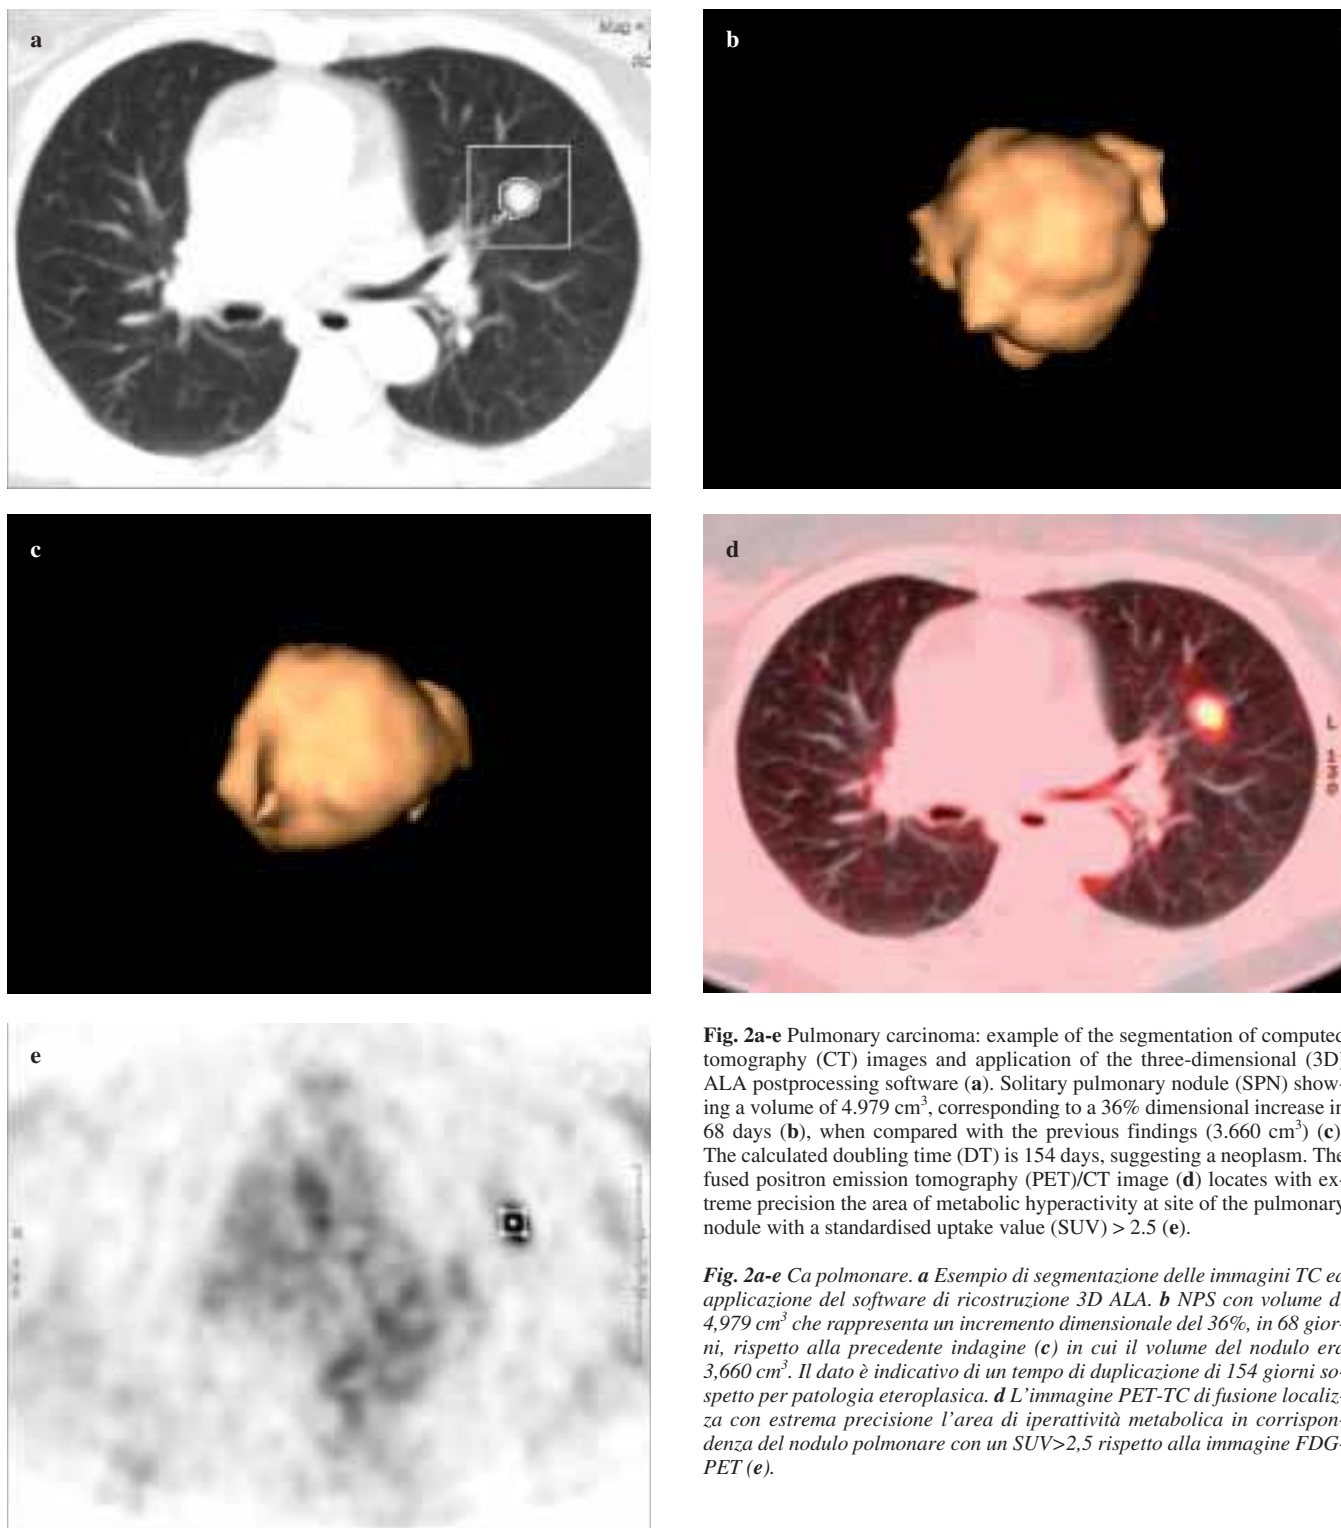 a
Mag =
b
c
d
L
e
Fig. 2a-e Pulmonary carcinoma: example of the segmentation of computed
tomography (CT) images and application of the three-dimensional (3D)
ALA postprocessing software (a). Solitary pulmonary nodule (SPN) show-
ing a volume of 4.979 cm³, corresponding to a 36% dimensional increase in
68 days (b), when compared with the previous findings (3.660 cm³) (c)
The calculated doubling time (DT) is 154 days, suggesting a neoplasm. The
fused positron emission tomography (PET)/CT image (d) locates with ex-
treme precision the area of metabolic hyperactivity at site of the pulmonary
nodule with a standardised uptake value (SUV) > 2.5 (e).
Fig. 2a-e Ca polmonare. a Esempio di segmentazione delle immagini TC ed
applicazione del software di ricostruzione 3D ALA. b NPS con volume di
4,979 cm³ che rappresenta un incremento dimensionale del 36%, in 68 gior-
ni, rispetto alla precedente indagine (c) in cui il volume del nodulo era
3,660 cm³. Il dato è indicativo di un tempo di duplicazione di 154 giorni so-
spetto per patologia eteroplasica. d L'immagine PET-TC di fusione localiz-
za con estrema precisione l'area di iperattività metabolica in corrispon-
denza del nodulo polmonare con un SUV>2,5 rispetto alla immagine FDG-
PET (e).